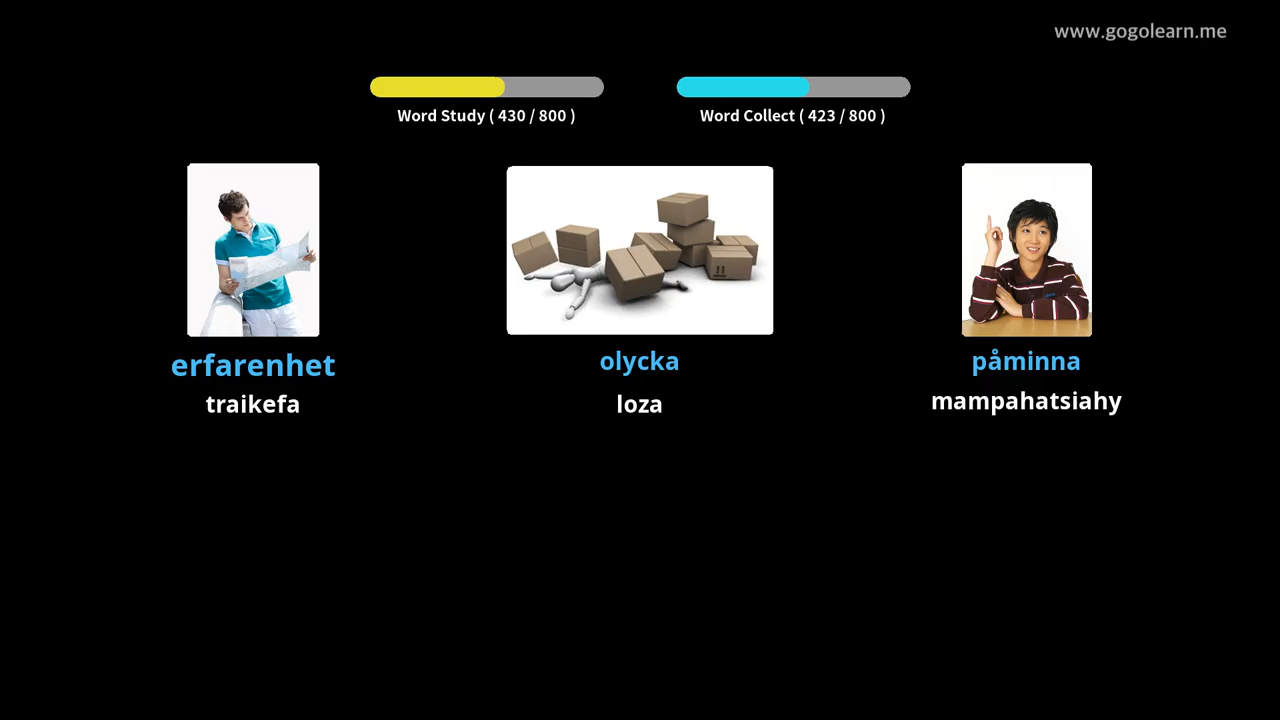 www.gogolearn.me
Word Study ( 430 / 800 )
Word Collect ( 423 / 800 )
erfarenhet
traikefa
olycka
loza
påminna
mampahatsiahy